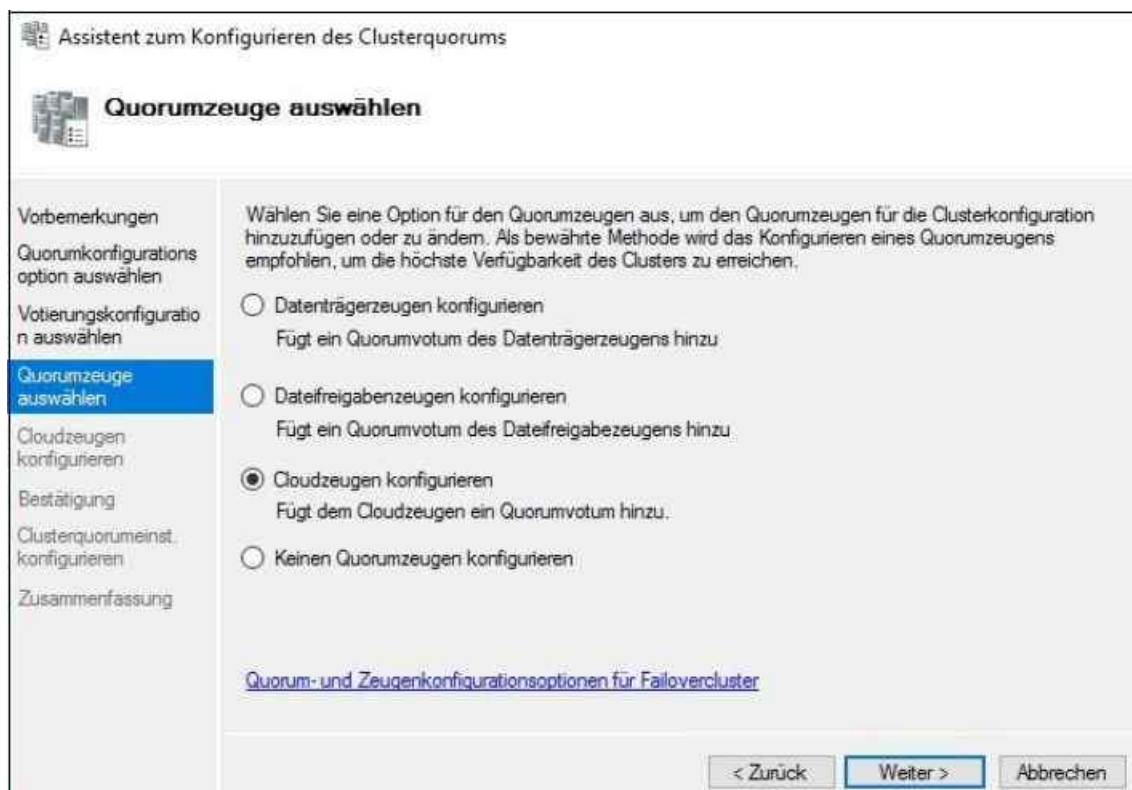 Assistent zum Konfigurieren des Clusterquorums
Quorumzeuge auswählen
Vorbemerkungen
Quorumkonfigurations
option auswählen
Votierungskonfiguratio
n auswählen
Quorumzeuge
auswählen
Cloudzeugen
konfigurieren
Bestätigung
Clusterquorumeinst.
konfigurieren
Zusammenfassung
Wählen Sie eine Option für den Quorumzeugen aus, um den Quorumzeugen für die Clusterkonfiguration
hinzuzufügen oder zu ändern. Als bewährte Methode wird das Konfigurieren eines Quorumzeugens
empfohlen, um die höchste Verfügbarkeit des Clusters zu erreichen.
Datenträgerzeugen konfigurieren
Fügt ein Quorumvotum des Datenträgerzeugens hinzu
Dateifreigabenzeugen konfigurieren
Fügt ein Quorumvotum des Dateifreigabezeugens hinzu
Cloudzeugen konfigurieren
Fügt dem Cloudzeugen ein Quorumvotum hinzu.
Keinen Quorumzeugen konfigurieren
Quorum- und Zeugenkonfigurationsoptionen für Failovercluster
< Zurück
Weiter >
Abbrechen